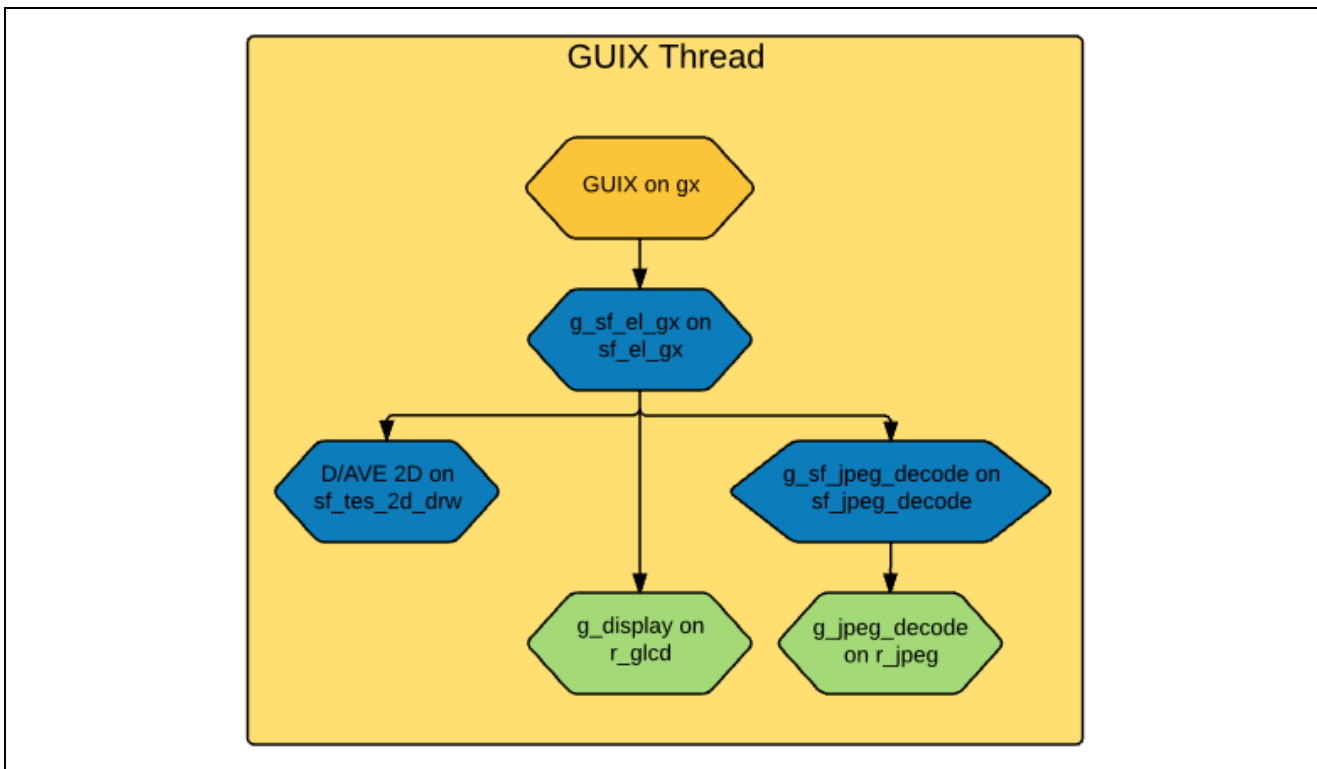 GUIX Thread
GUIX on gx
g_sf_el_gx on
sf_el_gx
D/AVE 2D on
sf_tes_2d_drw
g_sf_jpeg_decode on
sf_jpeg_decode
g_display on
r_glcd
g_jpeg_decode
on r_jpeg